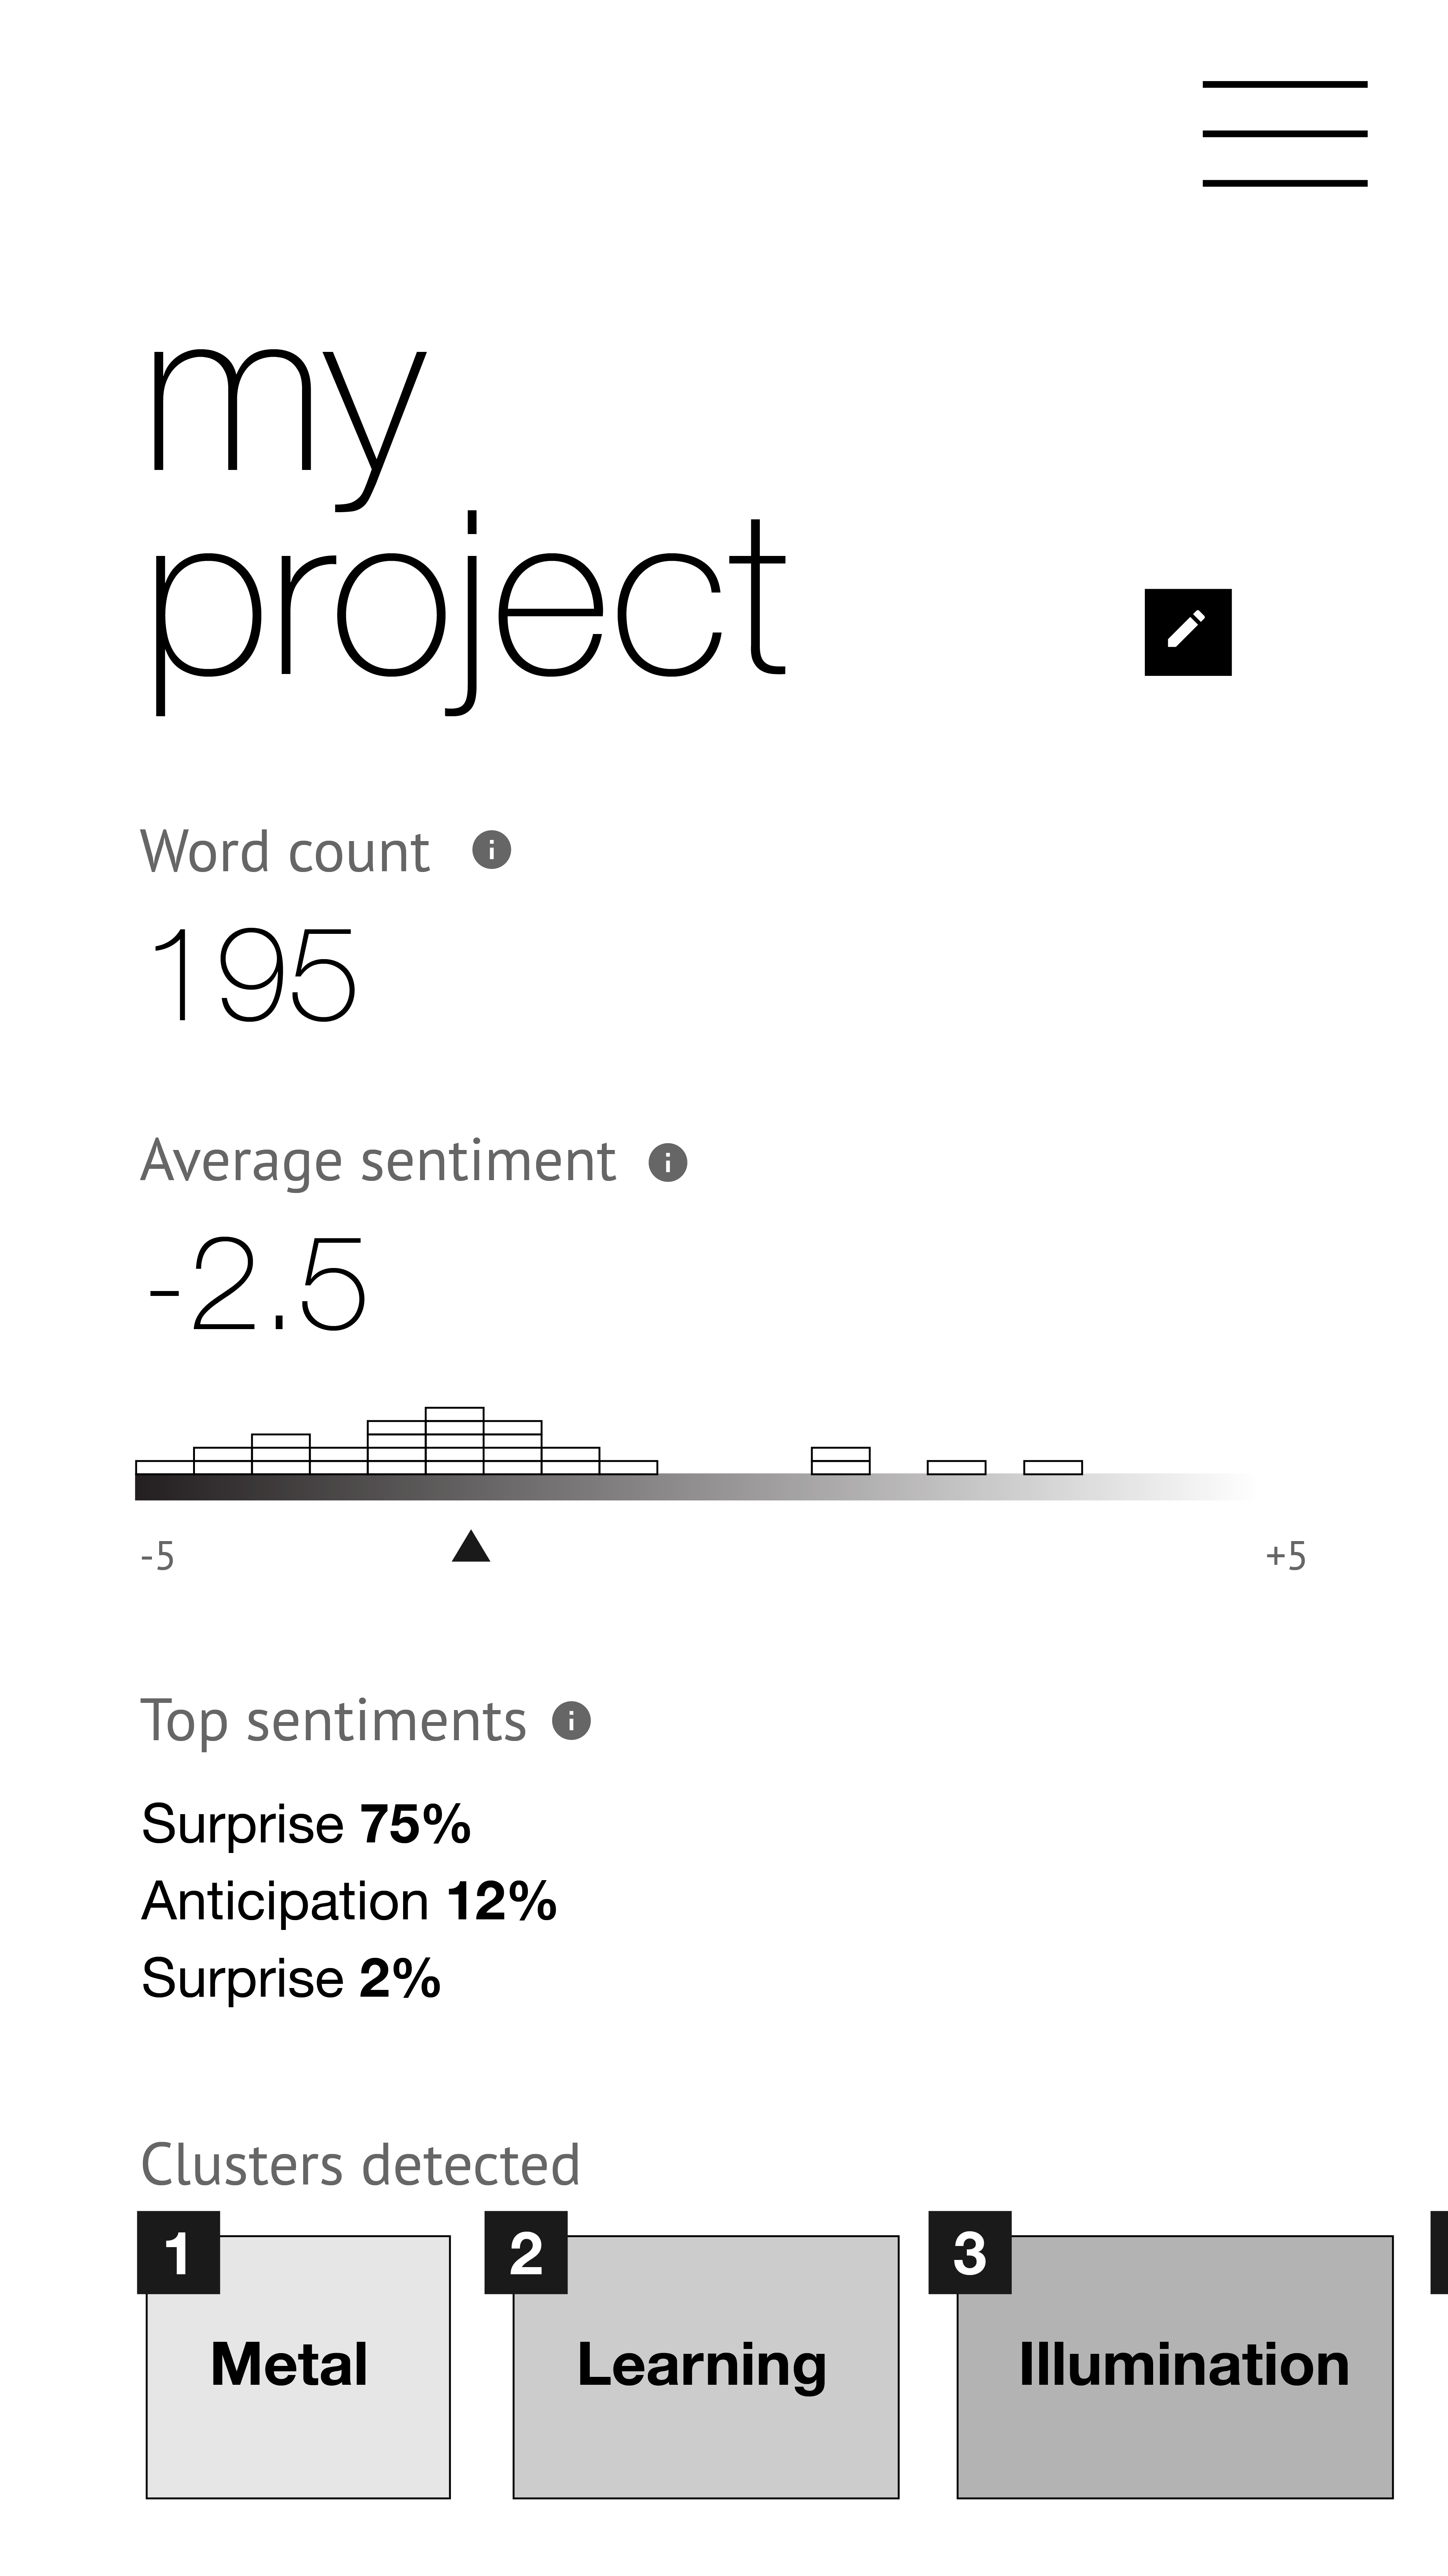 my
project
Word count
195
Average sentiment
-2.5
-5
+5
Top sentiments
Surprise 75%
Anticipation 12%
Surprise 2%
Clusters detected
1
2
3
Metal
Learning
Illumination